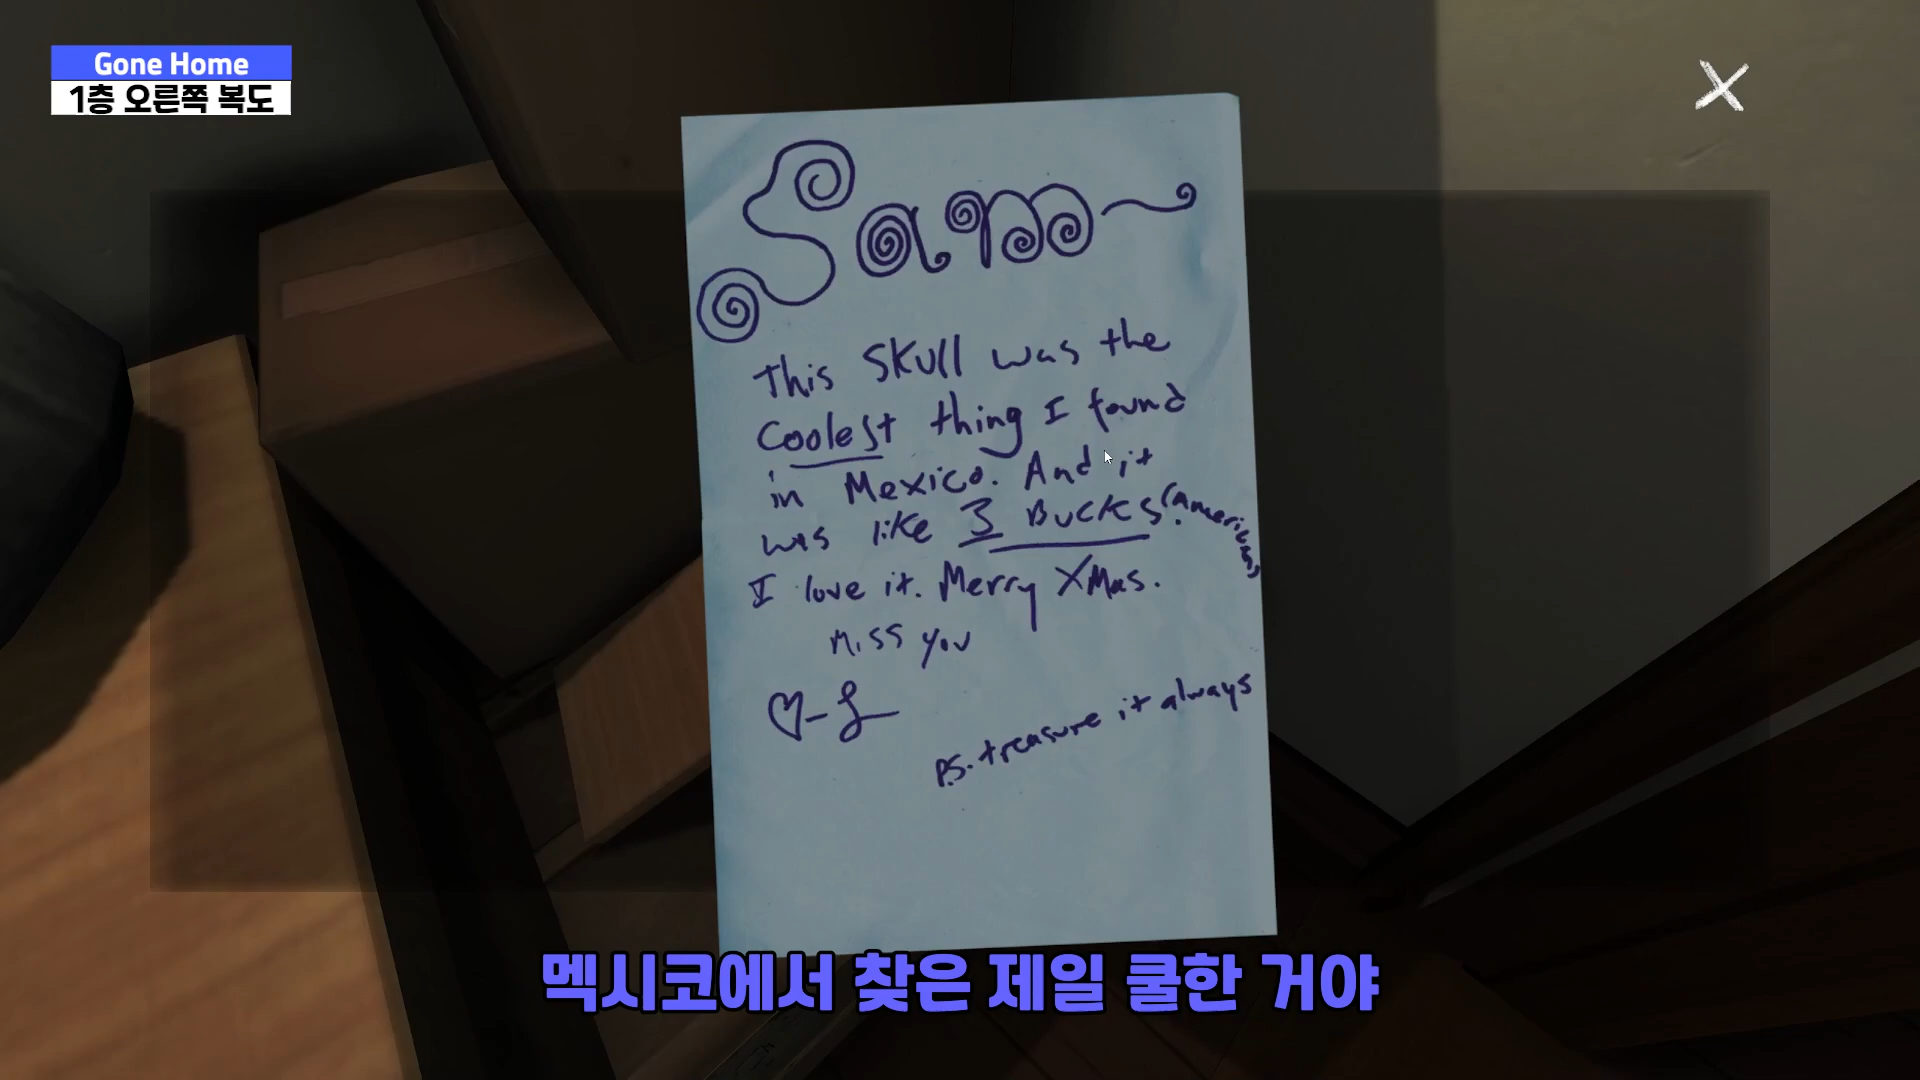 Gone Home
1층 오른쪽 복도
Sam
This SKUll was the
Coolest thing I found
in Mexico. And it
was like 3 BUCKS. (American)
I love it. Merry XMas.
Miss you
♡-L
P.S. treasure it always
멕시코에서 찾은 제일 쿨한 거야